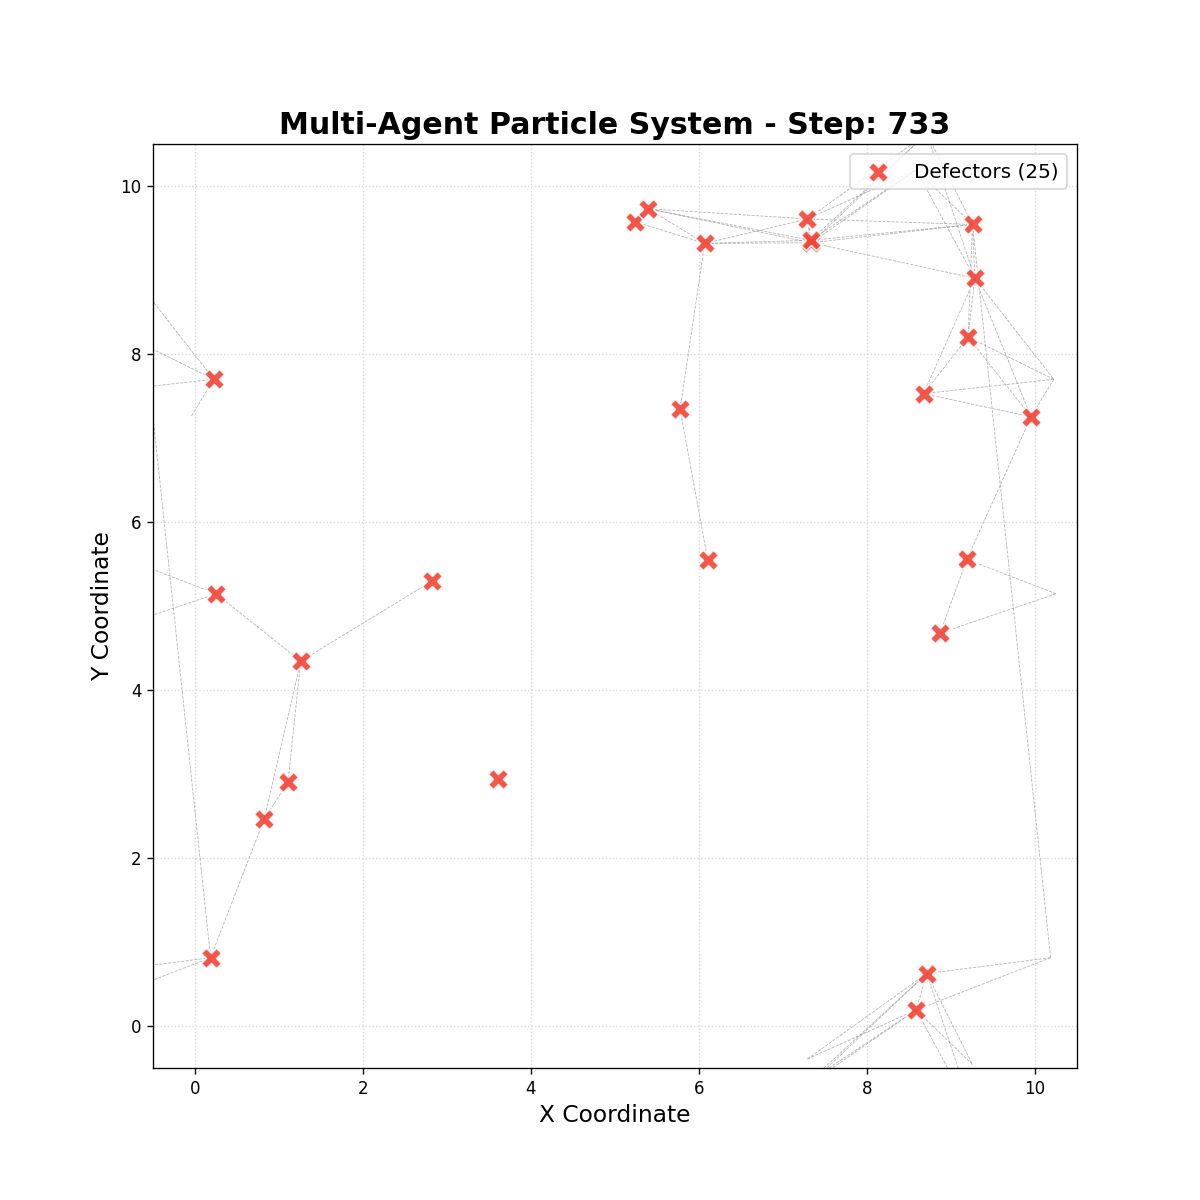 Multi-Agent Particle System - Step: 733
Defectors (25)
10
8
6
4
2
0
Y Coordinate
0 2 4 6 8 10
X Coordinate